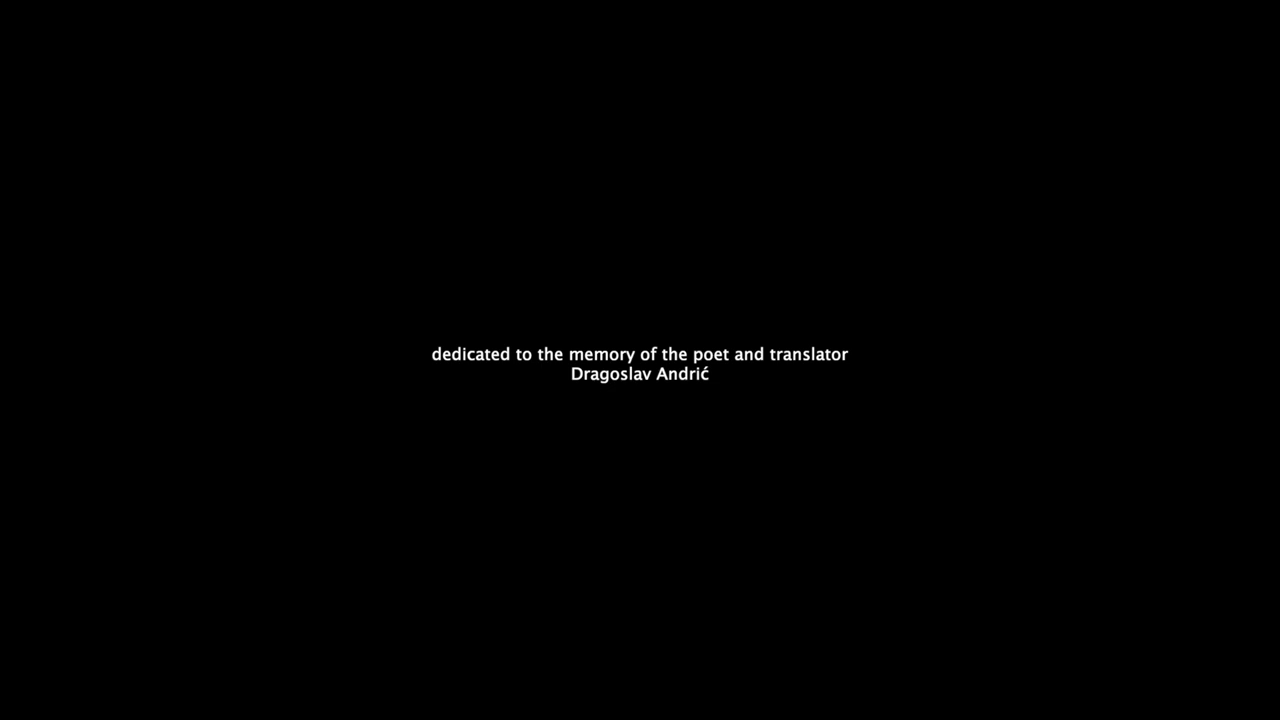 dedicated to the memory of the poet and translator
Dragoslav Andrić